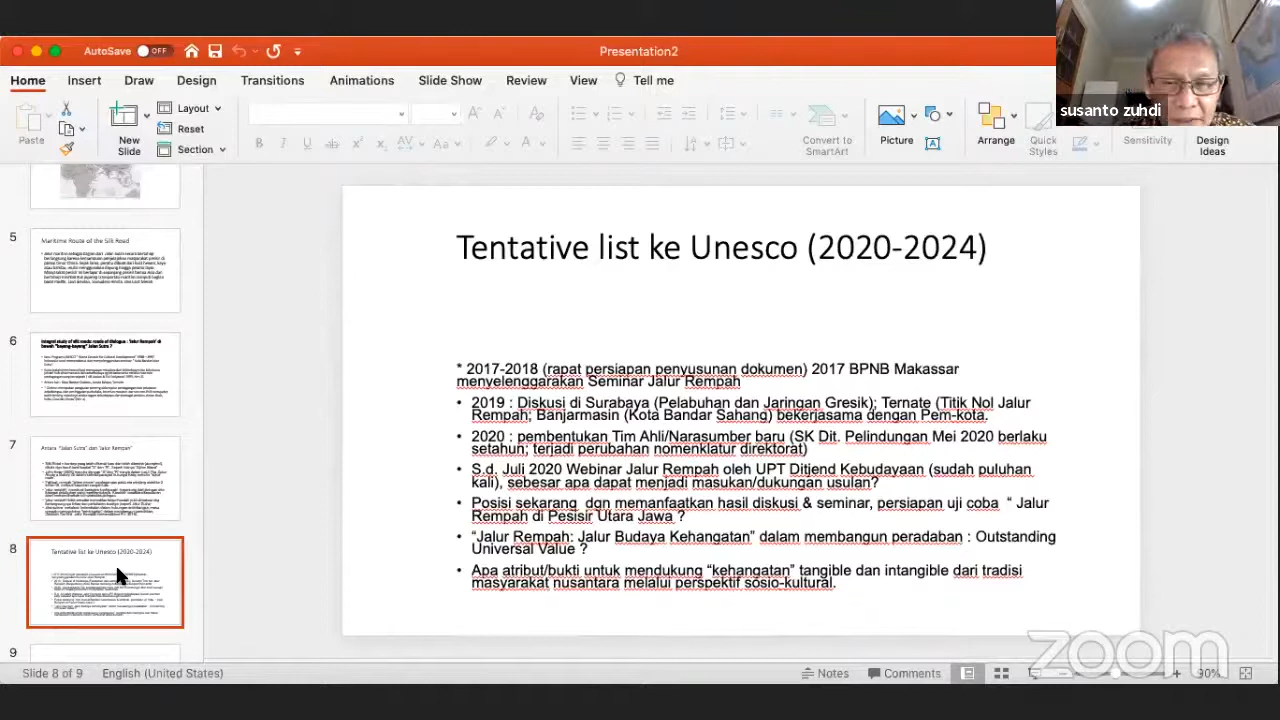 AutoSave OFF
Presentation2
Home Insert Draw Design Transitions Animations Slide Show Review View Tell me
susanto zuhdi
Paste
New Slide
Layout
Reset
Section
Convert to SmartArt
Picture
Arrange
Quick Styles
Sensitivity
Design Ideas
5
Maritime Route of the Silk Road
6
7
Antara "Jalur Sutra" dan "Jalur Rempah"
8
Tentative list ke Unesco (2020-2024)
9
Tentative list ke Unesco (2020-2024)
* 2017-2018 (rapat persiapan penyusunan dokumen) 2017 BPNB Makassar
menyelenggarakan Seminar Jalur Rempah
• 2019 : Diskusi di Surabaya (Pelabuhan dan Jaringan Gresik); Ternate (Titik Nol Jalur
Rempah; Banjarmasin (Kota Bandar Sahang) bekerjasama dengan Pem-kota.
• 2020 : pembentukan Tim Ahli/Narasumber baru (SK Dit. Pelindungan Mei 2020 berlaku
setahun; terjadi perubahan nomenklatur direktorat)
• S.d. Juli 2020 Webinar Jalur Rempah oleh UPT Ditjend Kebudayaan (sudah puluhan
kali), sebesar apa dapat menjadi masukan/dukungan usulan?
• Posisi seserang dgn memanfaatkan hasil diskusi & seminar, persiapan uji coba “ Jalur
Rempah di Pesisir Utara Jawa ?
• “Jalur Rempah: Jalur Budaya Kehangatan” dalam membangun peradaban : Outstanding
Universal Value ?
• Apa atribut/bukti untuk mendukung “kehangatan” tangible dan intangible dari tradisi
masyarakat nusantara melalui perspektif sosio-kultural.
Slide 8 of 9 English (United States)
Notes Comments 90%
zoom